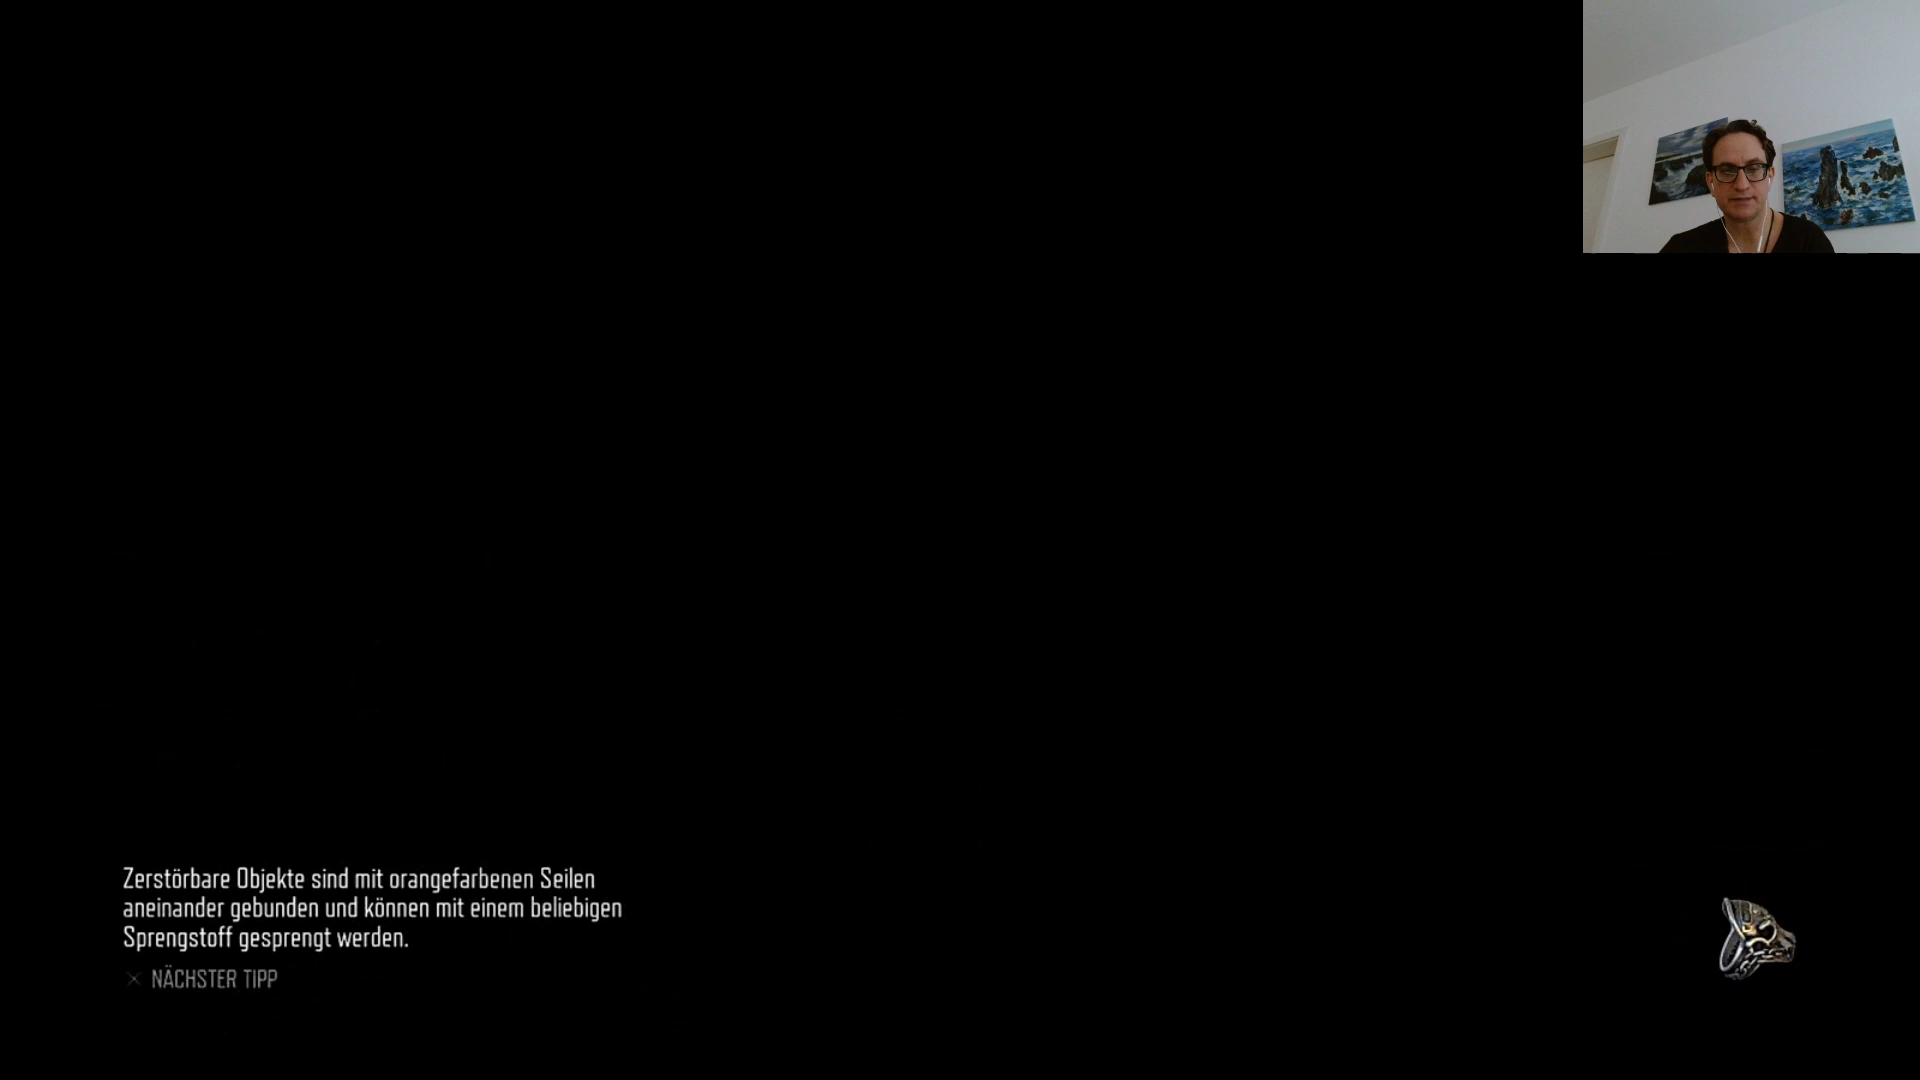 Zerstörbare Objekte sind mit orangefarbenen Seilen
aneinander gebunden und können mit einem beliebigen
Sprengstoff gesprengt werden.
NÄCHSTER TIPP